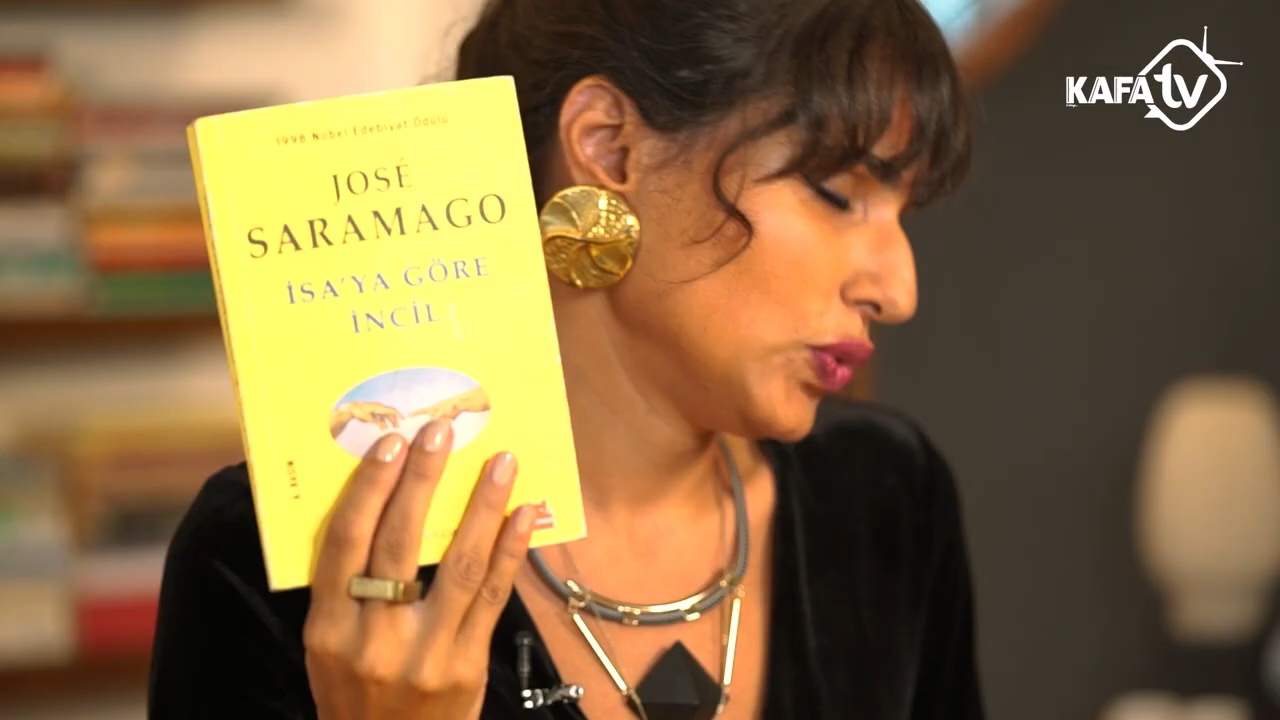 1998 Nobel Edebiyat Ödülü
JOSÉ
SARAMAGO
İSA'YA GÖRE
İNCİL
KAFA tv